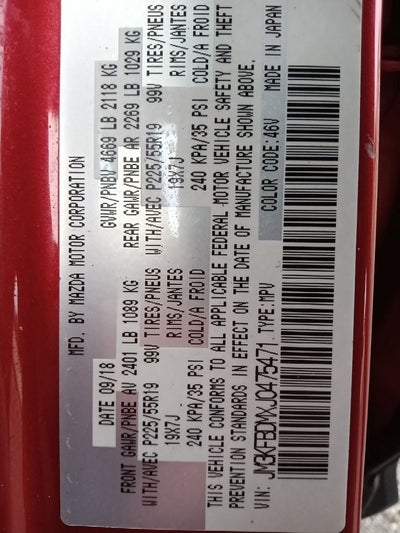 MFD. BY MAZDA MOTOR CORPORATION
DATE 09/18 GVWR/PNBV 4669 LB 2118 KG
FRONT GAWR/PNBE AV 2401 LB 1089 KG REAR GAWR/PNBE AR 2269 LB 1029 KG
WITH/AVEC P225/55R19 99V TIRES/PNEUS WITH/AVEC P225/55R19 99V TIRES/PNEUS
19X7J RIMS/JANTES 19X7J RIMS/JANTES
240 KPA/35 PSI COLD/A FROID 240 KPA/35 PSI COLD/A FROID
THIS VEHICLE CONFORMS TO ALL APPLICABLE FEDERAL MOTOR VEHICLE SAFETY AND THEFT
PREVENTION STANDARDS IN EFFECT ON THE DATE OF MANUFACTURE SHOWN ABOVE.
VIN: JM3KFBDMXJ0475471 TYPE:MPV COLOR CODE:46V MADE IN JAPAN